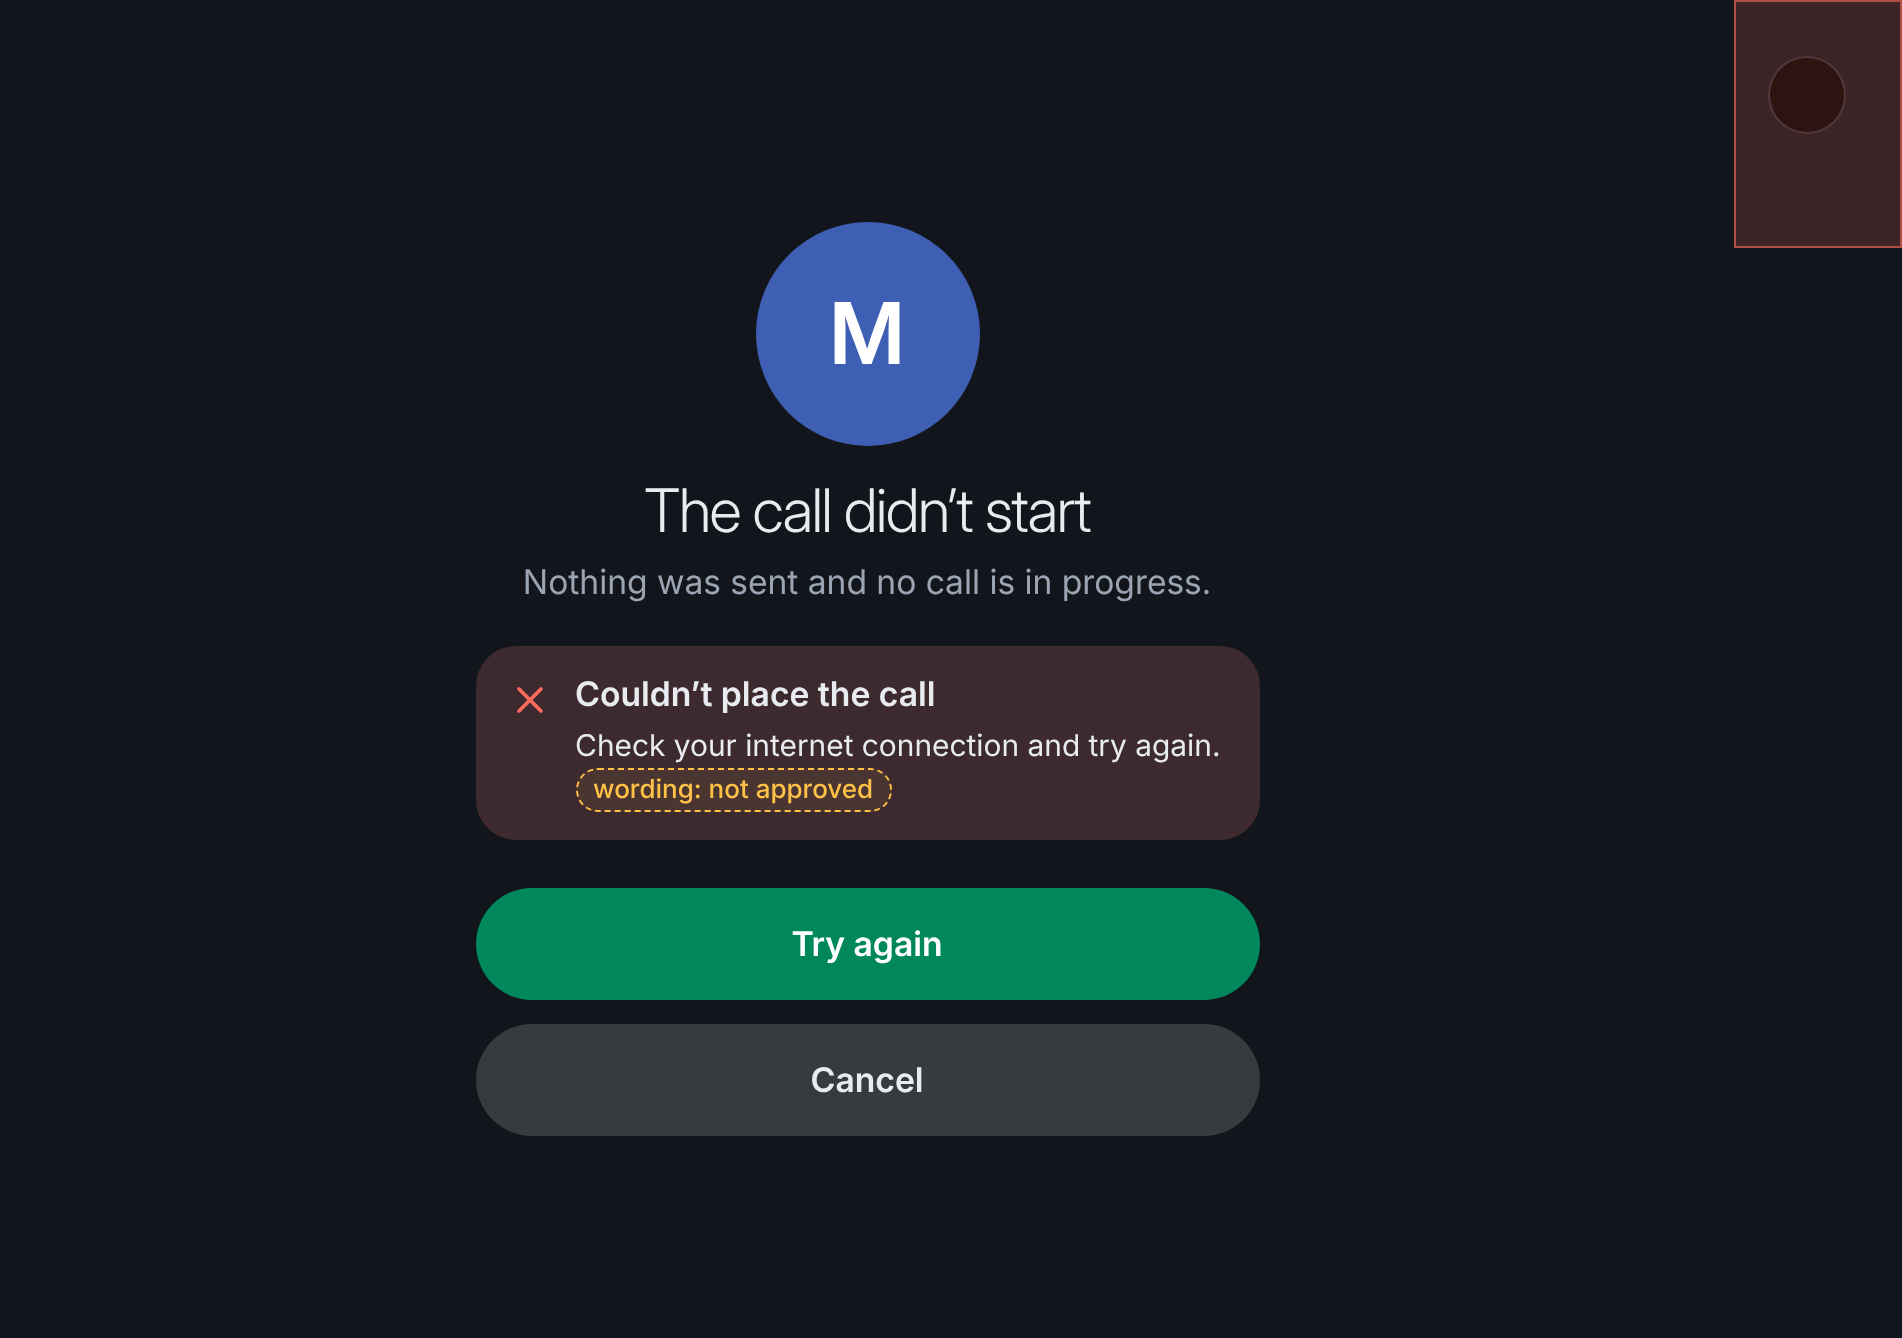 M
The call didn’t start
Nothing was sent and no call is in progress.
Couldn’t place the call
Check your internet connection and try again.
wording: not approved
Try again
Cancel